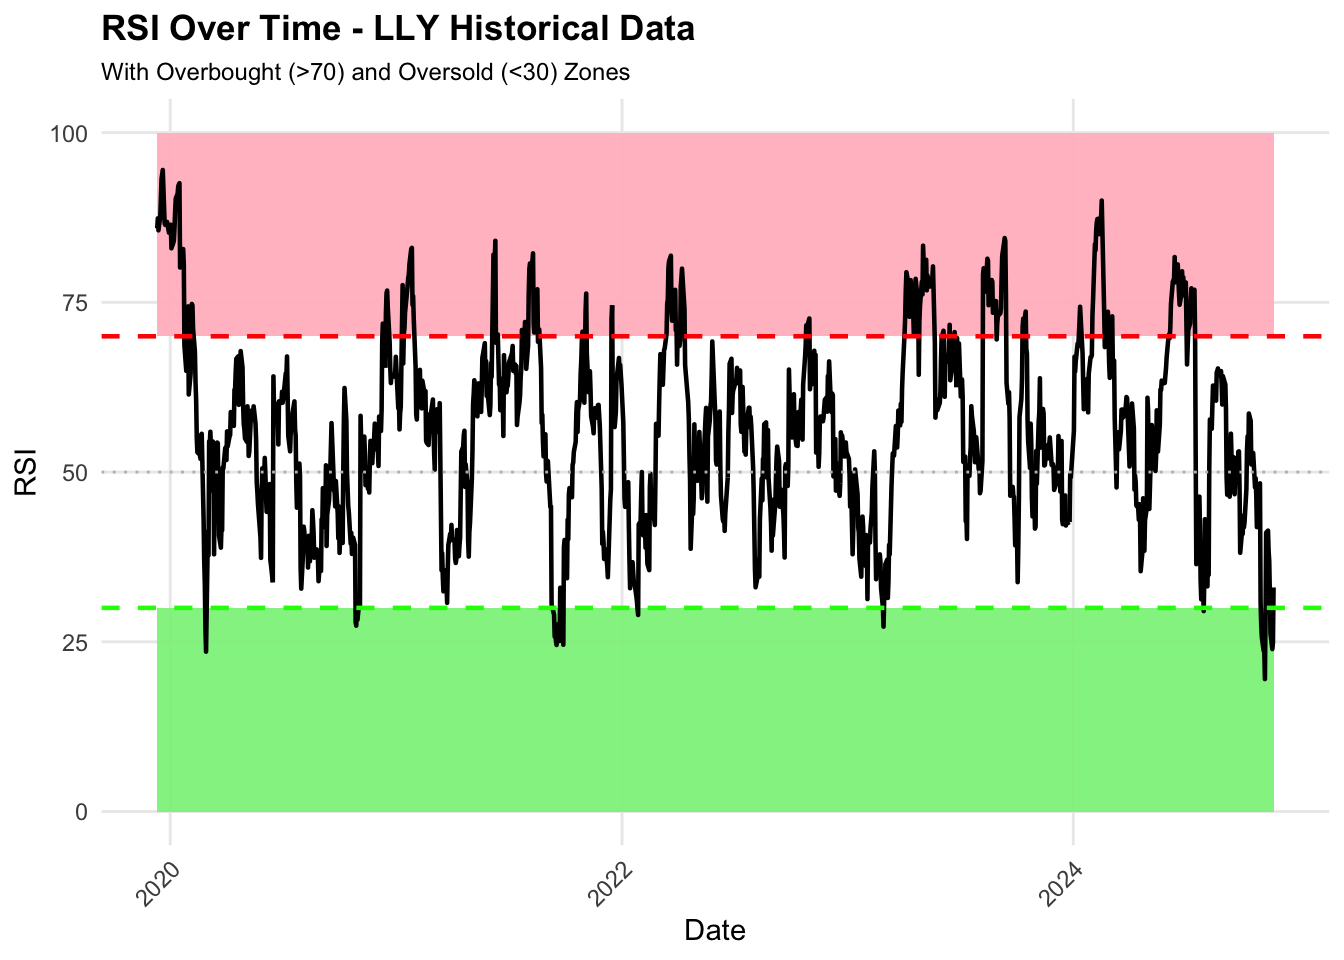 RSI Over Time - LLY Historical Data
With Overbought (>70) and Oversold (<30) Zones
100
75
50
25
0
RSI
2020
2022
2024
Date